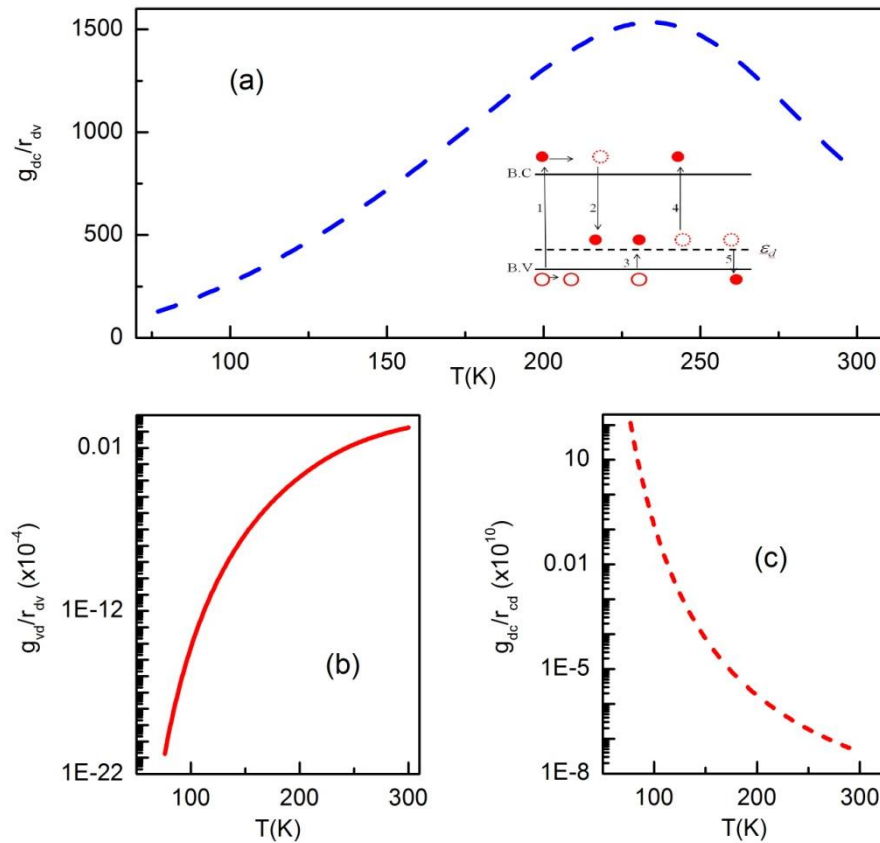 1500
1000
500
0
g_dc/r_dv
(a)
B.C
1
2
4
ε_d
B.V
3
5
100
150
200
250
300
T(K)
0.01
1E-12
1E-22
g_vd/r_dv (x10^-4)
(b)
100
200
300
T(K)
10
0.01
1E-5
1E-8
g_dc/r_cd (x10^10)
(c)
100
200
300
T(K)